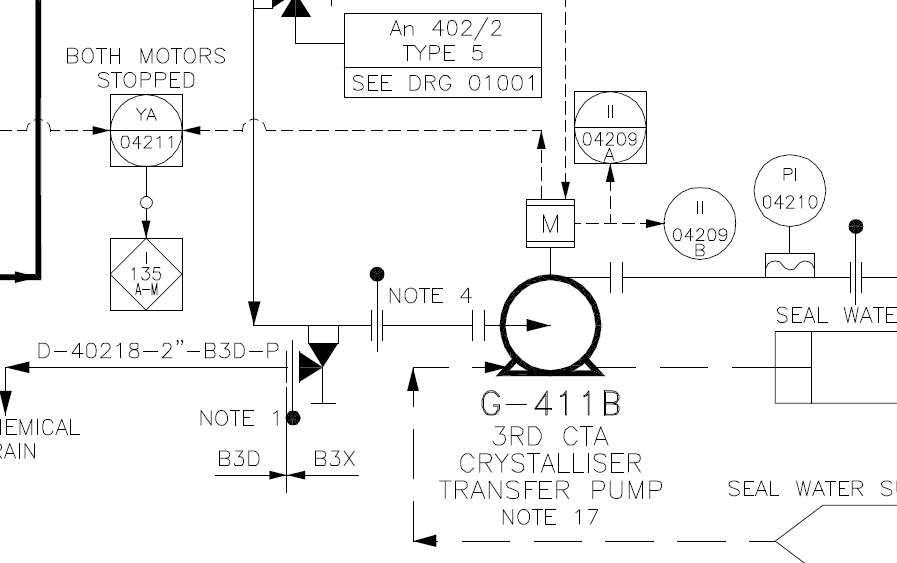 An 402/2
TYPE 5
SEE DRG 01001
BOTH MOTORS
STOPPED
YA
04211
II
04209
A
PI
04210
M
II
04209
B
I
135
A-M
NOTE 4
SEAL WATE
D-40218-2"-B3D-P
G-411B
NOTE 1
HEMICAL
RAIN
3RD CTA
CRYSTALLISER
TRANSFER PUMP
NOTE 17
B3D
B3X
SEAL WATER SU